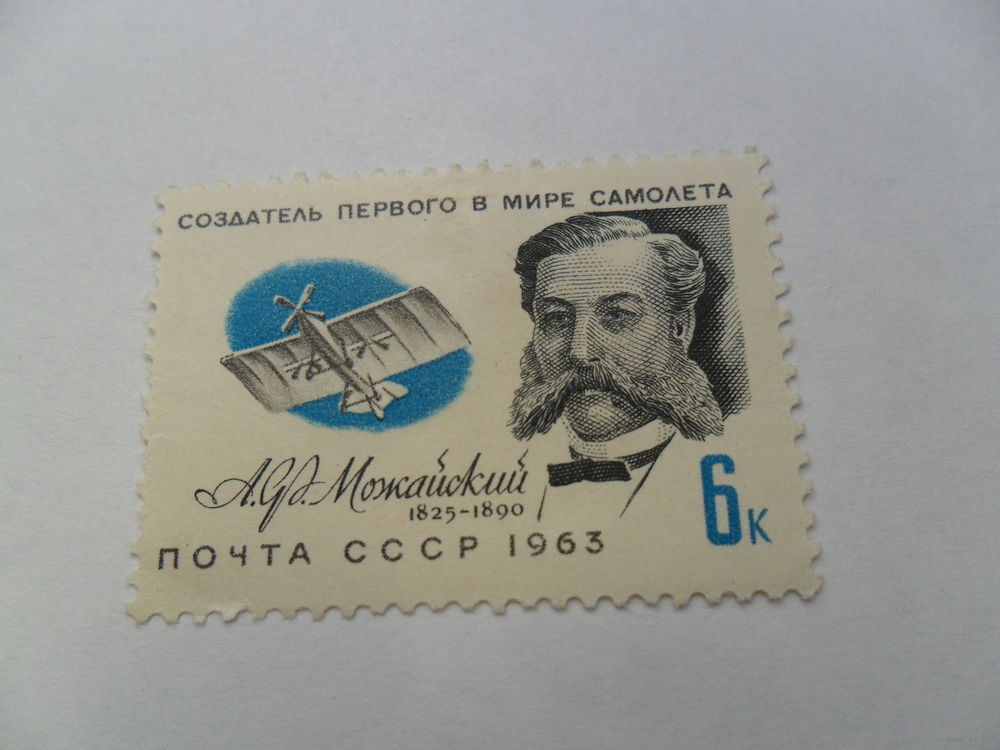 СОЗДАТЕЛЬ ПЕРВОГО В МИРЕ САМОЛЕТА
А.Ф. Можайский
1825-1890
6к
ПОЧТА СССР 1963